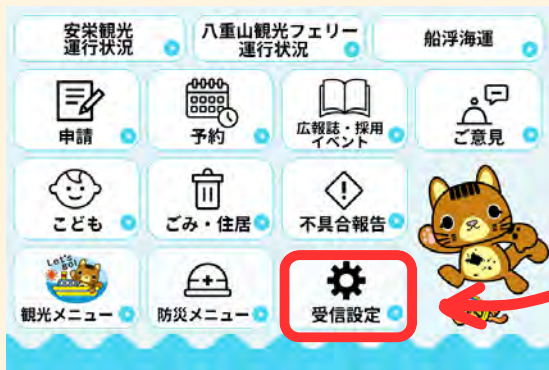 安栄観光
運行状況
八重山観光フェリー
運行状況
船浮海運
申請
予約
広報誌・採用
イベント
ご意見
こども
ごみ・住居
不具合報告
Let's
GO!
観光メニュー
防災メニュー
受信設定